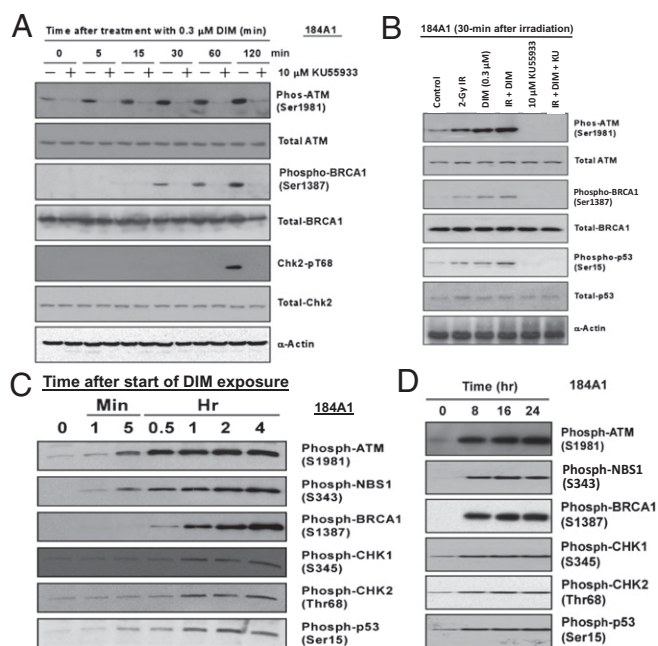 A
Time after treatment with 0.3 µM DIM (min) 184A1
0 5 15 30 60 120 min
– + – + – + – + – + – + 10 µM KU55933
Phos-ATM
(Ser1981)
Total ATM
Phospho-BRCA1
(Ser1387)
Total-BRCA1
Chk2-pT68
Total-Chk2
α-Actin
B
184A1 (30-min after irradiation)
Control
2-Gy IR
DIM (0.3 µM)
IR + DIM
10 µM KU55933
IR + DIM + KU
Phos-ATM
(Ser1981)
Total ATM
Phospho-BRCA1
(Ser1387)
Total-BRCA1
Phospho-p53
(Ser15)
Total-p53
α-Actin
C
Time after start of DIM exposure
Min Hr 184A1
0 1 5 0.5 1 2 4
Phosph-ATM
(S1981)
Phosph-NBS1
(S343)
Phosph-BRCA1
(S1387)
Phosph-CHK1
(S345)
Phosph-CHK2
(Thr68)
Phosph-p53
(Ser15)
D
Time (hr) 184A1
0 8 16 24
Phosph-ATM
(S1981)
Phosph-NBS1
(S343)
Phosph-BRCA1
(S1387)
Phosph-CHK1
(S345)
Phosph-CHK2
(Thr68)
Phosph-p53
(Ser15)